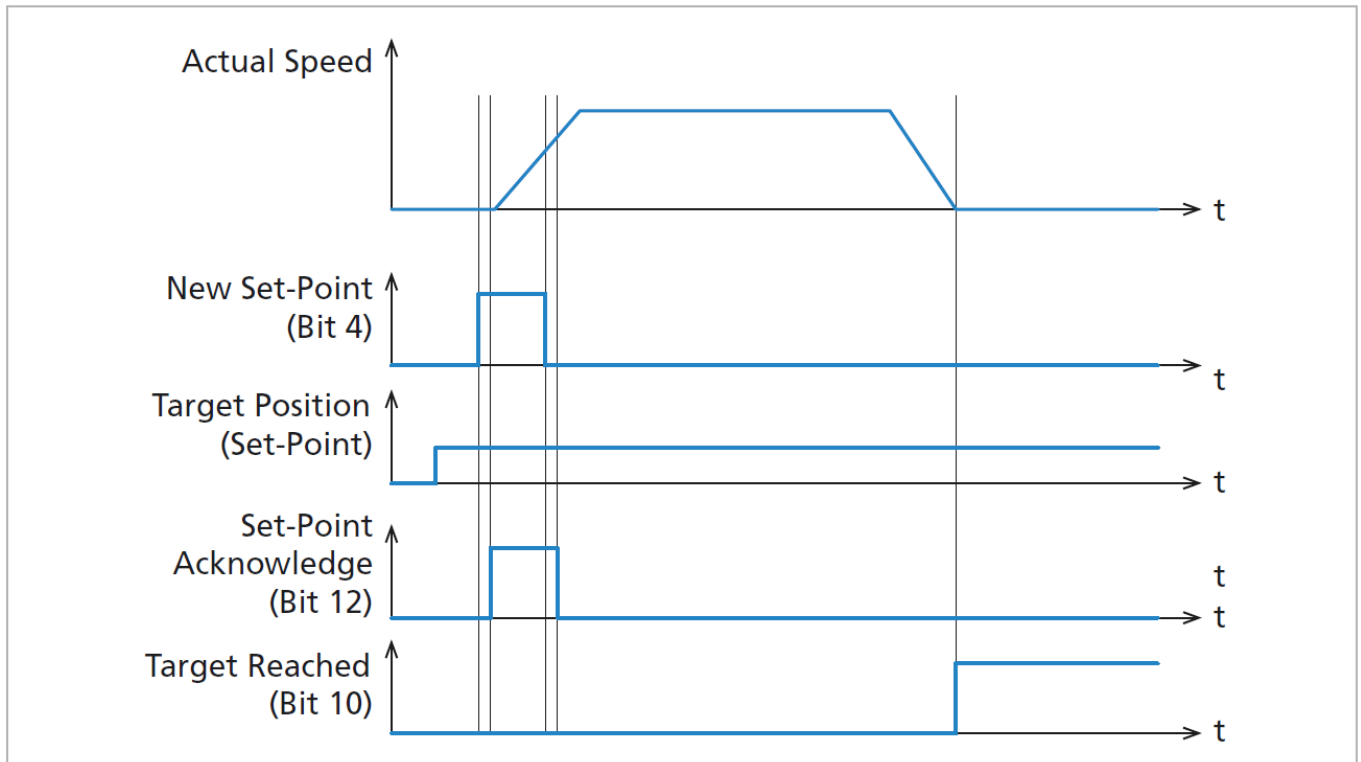 Actual Speed
t
New Set-Point
(Bit 4)
t
Target Position
(Set-Point)
t
Set-Point
Acknowledge
(Bit 12)
t
t
Target Reached
(Bit 10)
t